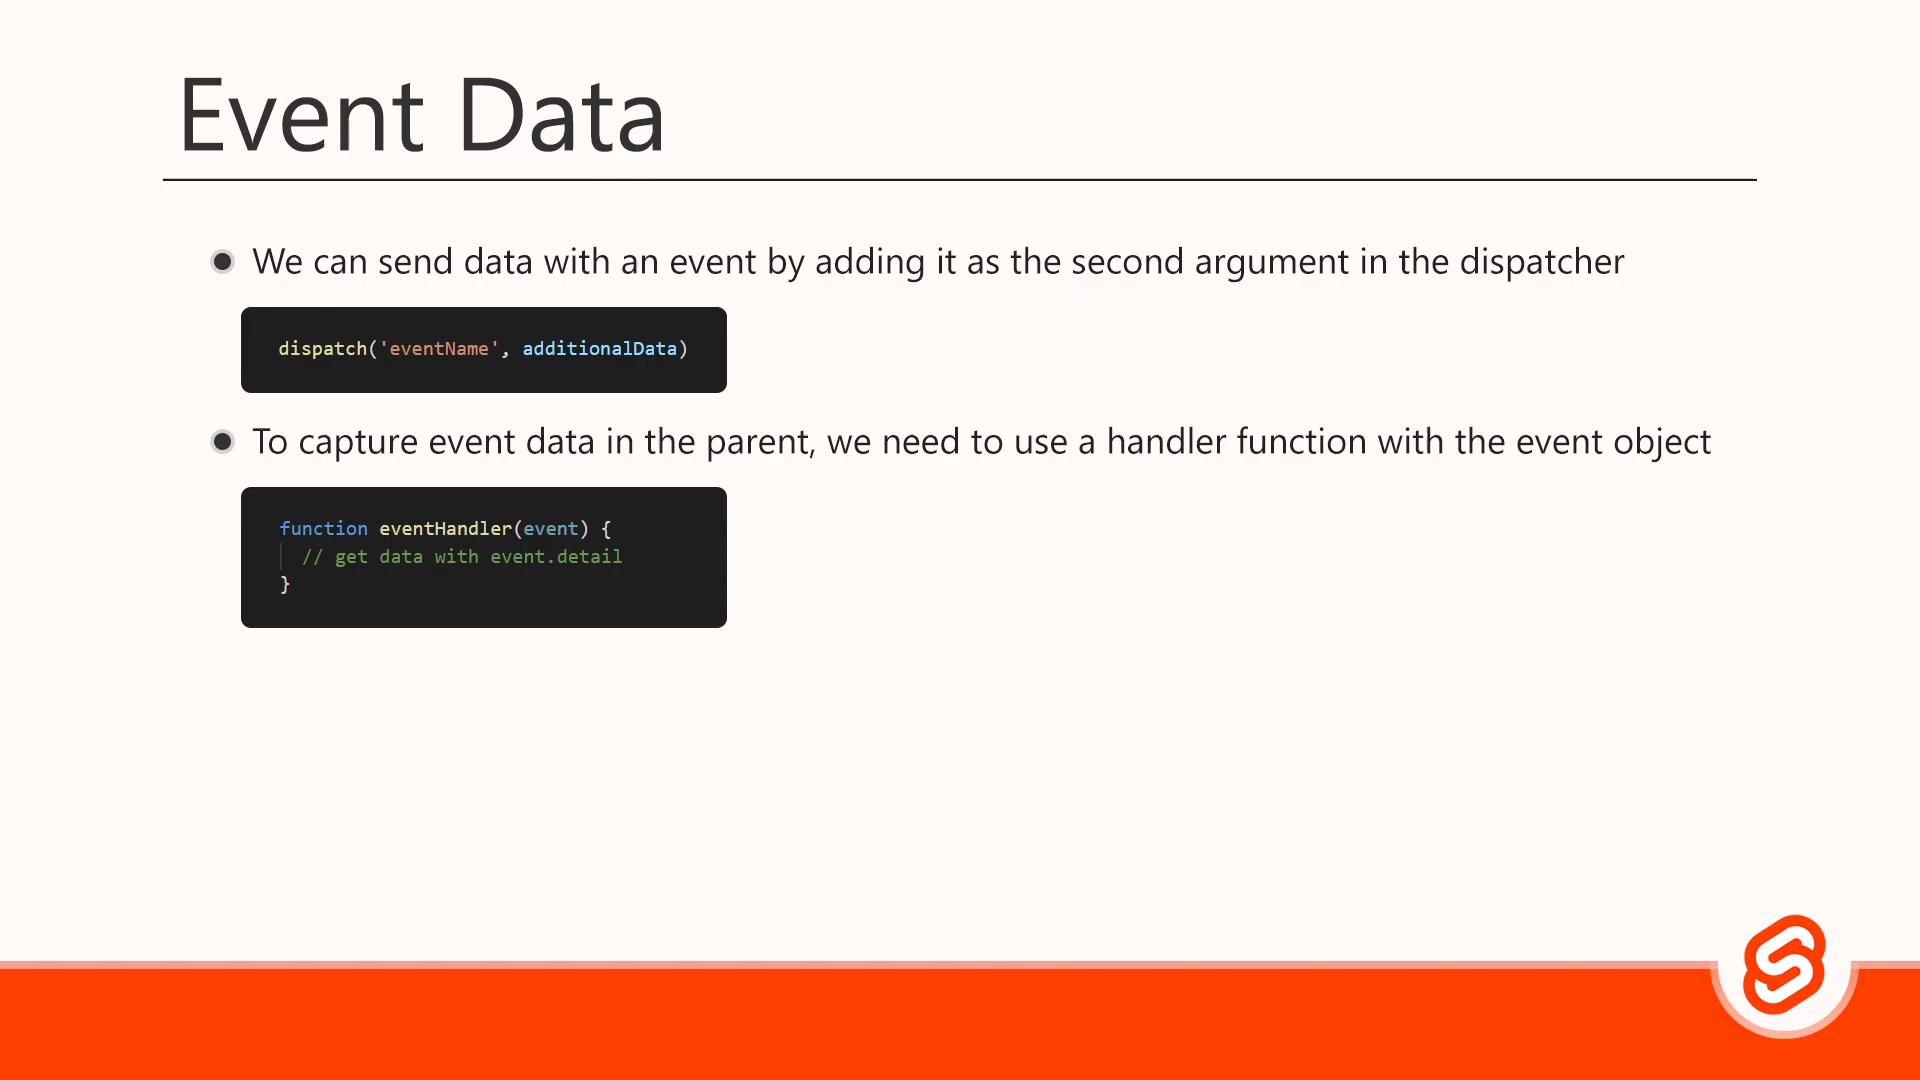 Event Data
We can send data with an event by adding it as the second argument in the dispatcher
dispatch('eventName', additionalData)
To capture event data in the parent, we need to use a handler function with the event object
function eventHandler(event) {
// get data with event.detail
}